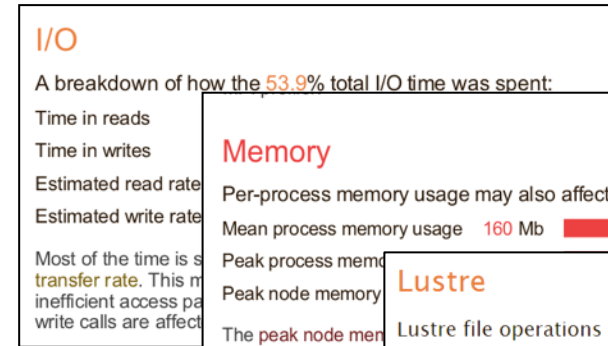 I/O
A breakdown of how the 53.9% total I/O time was spent:
Time in reads
Time in writes
Estimated read rate
Estimated write rate
Most of the time is s
transfer rate. This m
inefficient access pa
write calls are affect
Memory
Per-process memory usage may also affect
Mean process memory usage 160 Mb
Peak process memo
Peak node memory
The peak node mem
Lustre
Lustre file operations